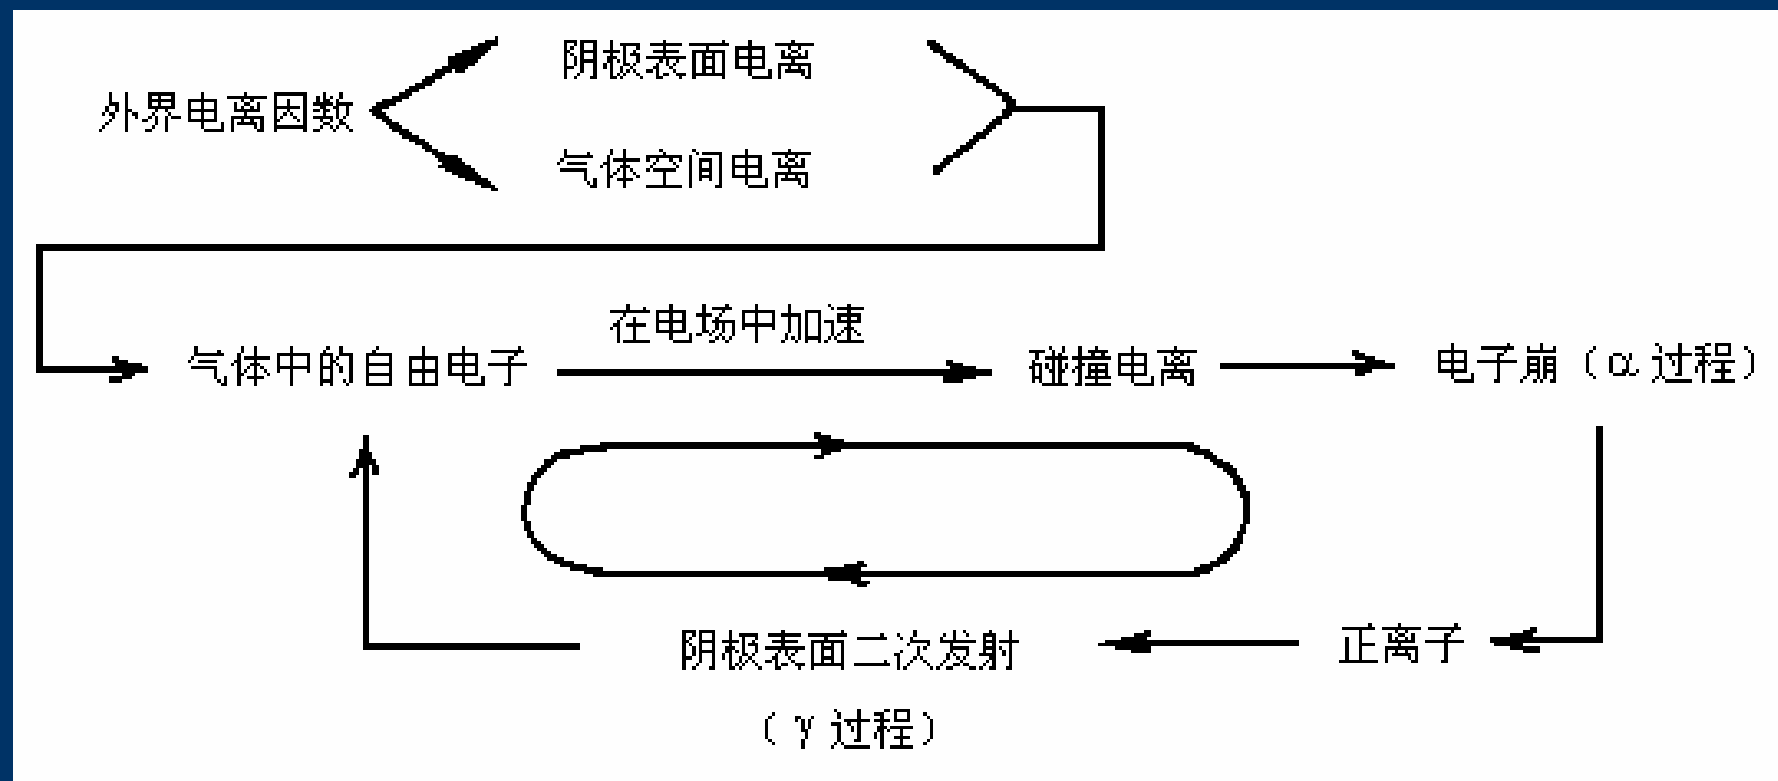 阴极表面电离
外界电离因数
气体空间电离
在电场中加速
气体中的自由电子
碰撞电离
电子崩（α过程）
阴极表面二次发射
正离子
（γ过程）